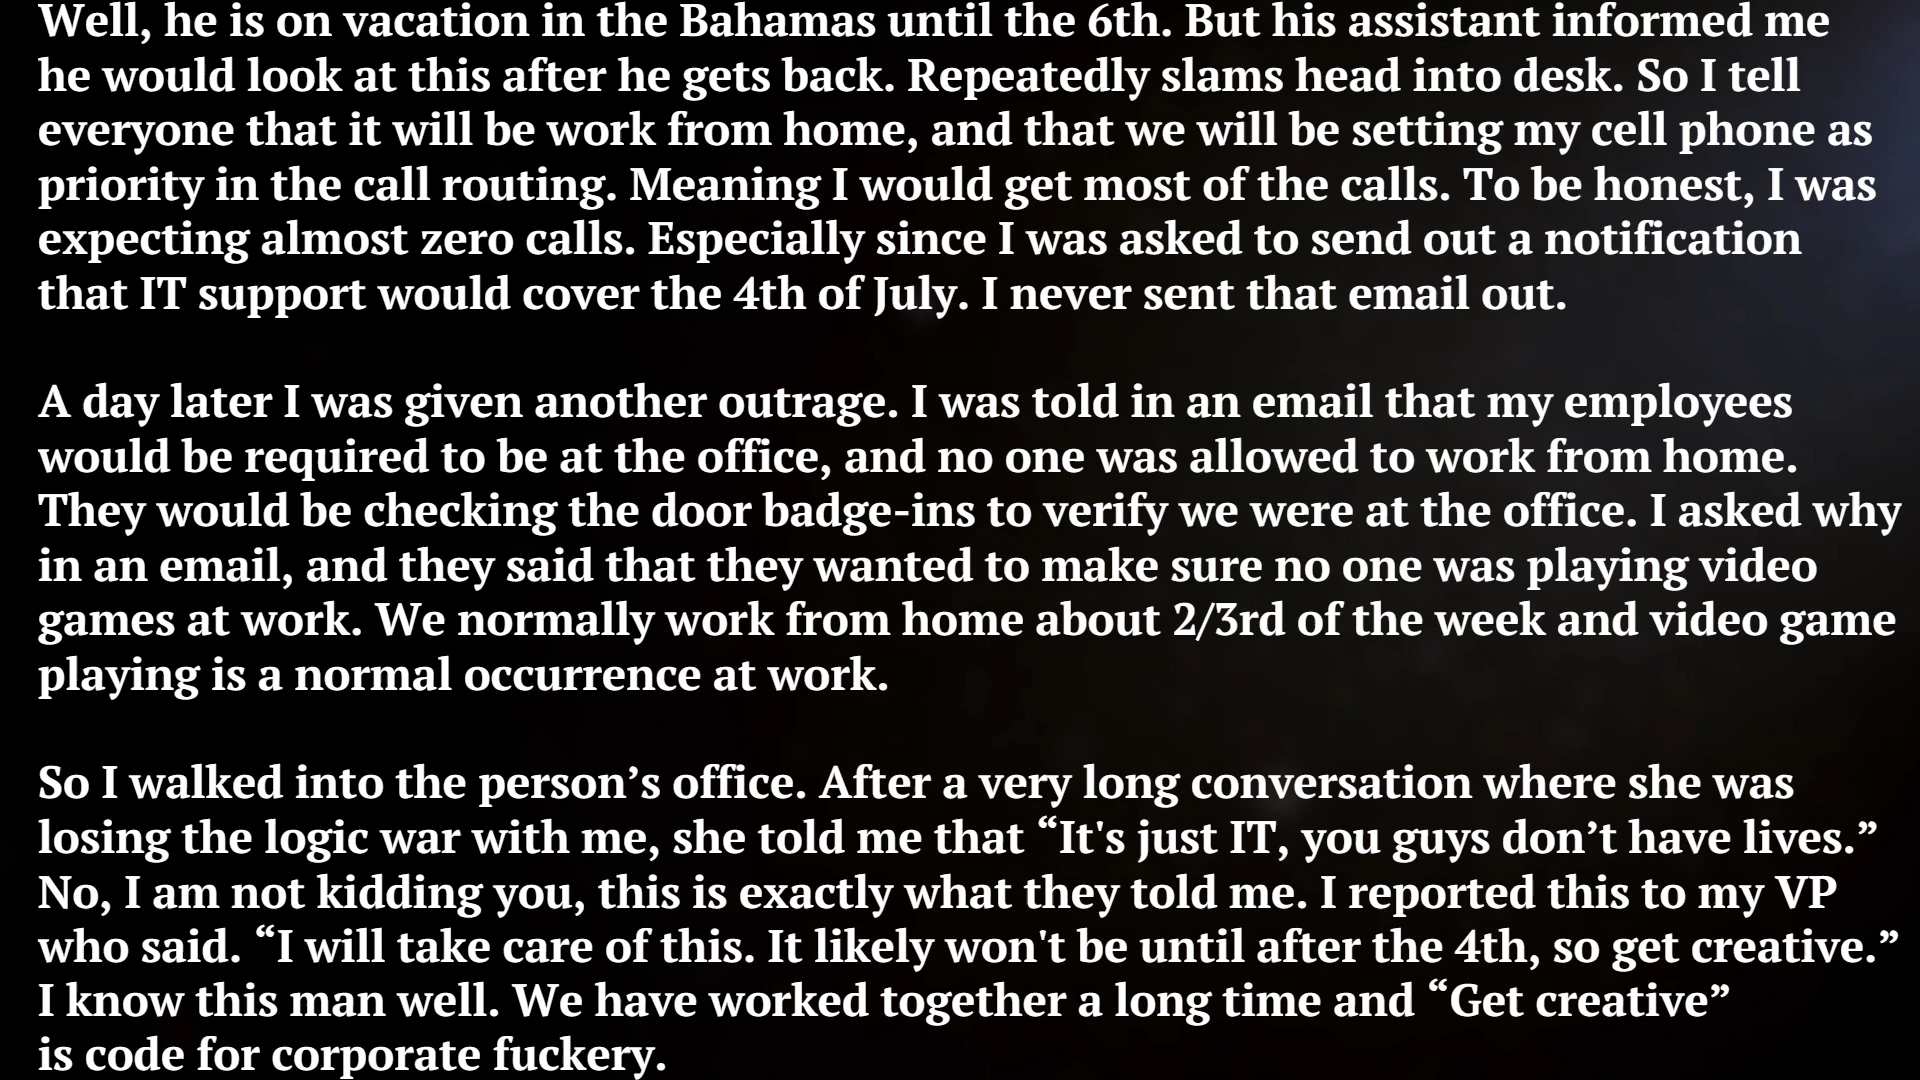 Well, he is on vacation in the Bahamas until the 6th. But his assistant informed me
he would look at this after he gets back. Repeatedly slams head into desk. So I tell
everyone that it will be work from home, and that we will be setting my cell phone as
priority in the call routing. Meaning I would get most of the calls. To be honest, I was
expecting almost zero calls. Especially since I was asked to send out a notification
that IT support would cover the 4th of July. I never sent that email out.
A day later I was given another outrage. I was told in an email that my employees
would be required to be at the office, and no one was allowed to work from home.
They would be checking the door badge-ins to verify we were at the office. I asked why
in an email, and they said that they wanted to make sure no one was playing video
games at work. We normally work from home about 2/3rd of the week and video game
playing is a normal occurrence at work.
So I walked into the person’s office. After a very long conversation where she was
losing the logic war with me, she told me that “It's just IT, you guys don’t have lives.”
No, I am not kidding you, this is exactly what they told me. I reported this to my VP
who said. “I will take care of this. It likely won't be until after the 4th, so get creative.”
I know this man well. We have worked together a long time and “Get creative”
is code for corporate fuckery.